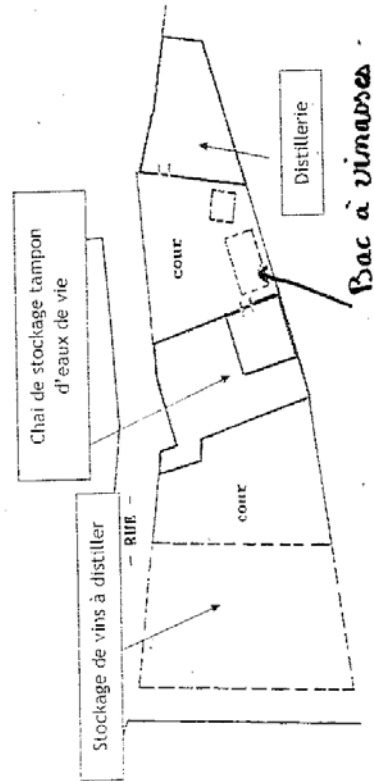 Chai de stockage tampon
d'eaux de vie
Stockage de vins à distiller
RUE
cour
cour
Distillerie
Bac à vinasses.